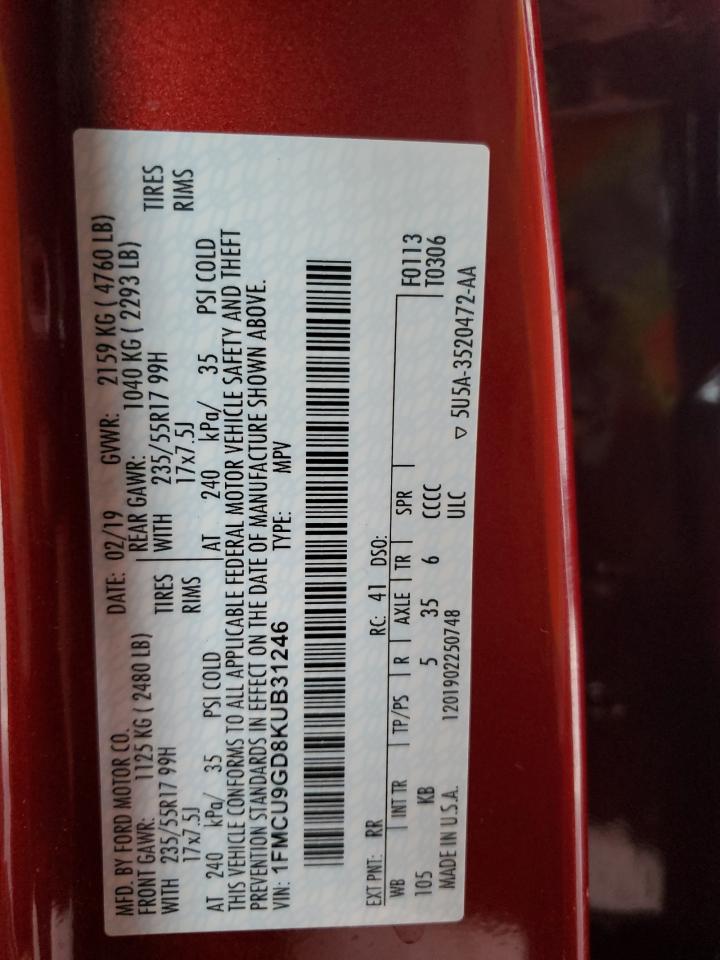 MFD. BY FORD MOTOR CO. DATE: 02/19 GVWR: 2159 KG ( 4760 LB)
FRONT GAWR: 1125 KG ( 2480 LB) REAR GAWR: 1040 KG ( 2293 LB)
WITH 235/55R17 99H TIRES WITH 235/55R17 99H TIRES
17x7.5J RIMS 17x7.5J RIMS
AT 240 kPa/ 35 PSI COLD AT 240 kPa/ 35 PSI COLD
THIS VEHICLE CONFORMS TO ALL APPLICABLE FEDERAL MOTOR VEHICLE SAFETY AND THEFT
PREVENTION STANDARDS IN EFFECT ON THE DATE OF MANUFACTURE SHOWN ABOVE.
VIN: 1FMCU9GD8KUB31246 TYPE: MPV
EXT PNT: RR RC: 41 DSO:
WB INT TR TP/PS R AXLE TR SPR F0113
105 KB 5 35 6 CCCC T0306
MADE IN U.S.A. 1201902250748 ULC ▽ 5U5A-3520472-AA